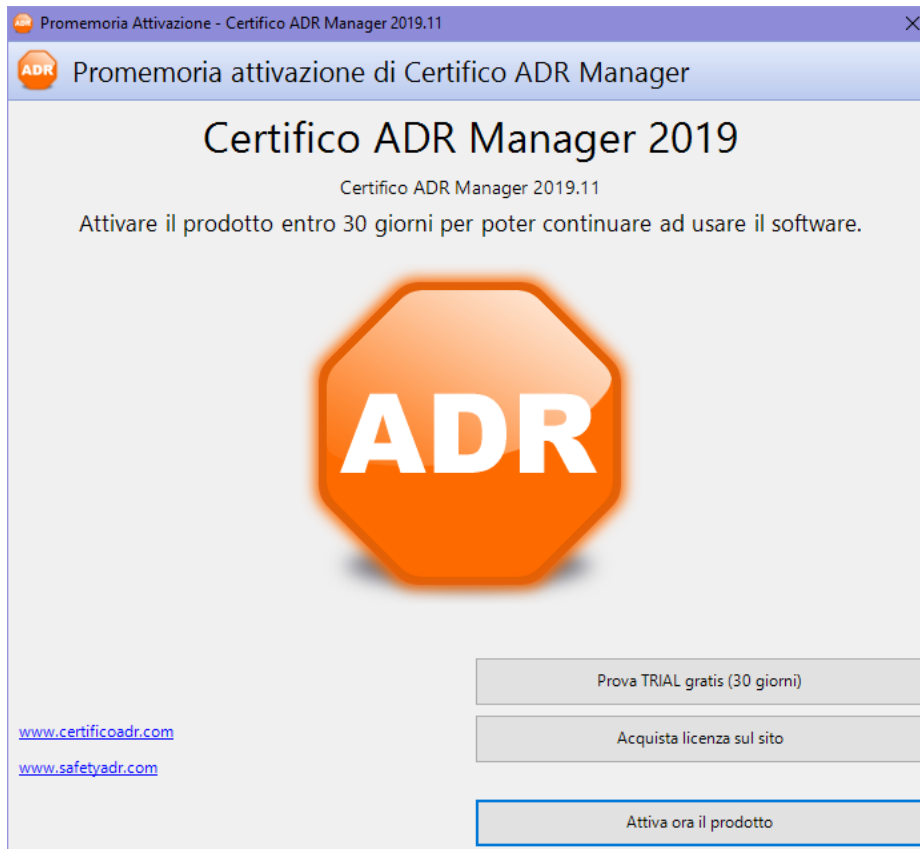 Promemoria Attivazione - Certifico ADR Manager 2019.11
ADR Promemoria attivazione di Certifico ADR Manager
Certifico ADR Manager 2019
Certifico ADR Manager 2019.11
Attivare il prodotto entro 30 giorni per poter continuare ad usare il software.
ADR
Prova TRIAL gratis (30 giorni)
www.certificoadr.com
Acquista licenza sul sito
www.safetyadr.com
Attiva ora il prodotto